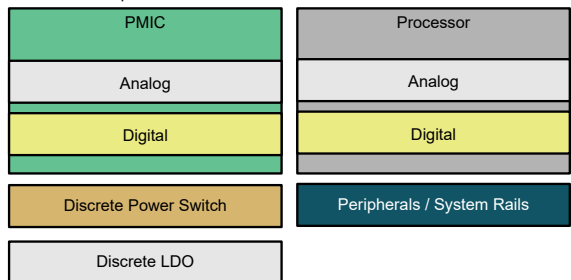 PMIC
Analog
Digital
Processor
Analog
Digital
Discrete Power Switch
Peripherals / System Rails
Discrete LDO